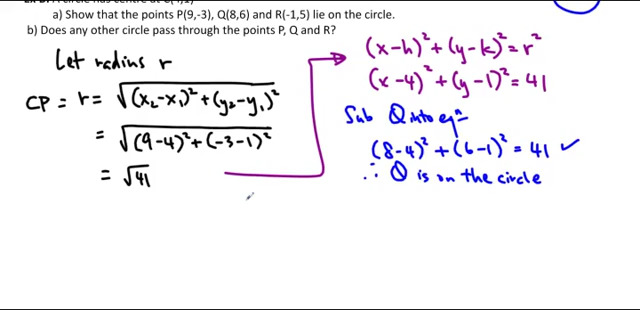 a) Show that the points P(9,-3), Q(8,6) and R(-1,5) lie on the circle.
b) Does any other circle pass through the points P, Q and R?
Let radius r
CP = r = √(x₂-x₁)² + (y₂-y₁)²
= √(9-4)² + (-3-1)²
= √41
(x-h)² + (y-k)² = r²
(x-4)² + (y-1)² = 41
Sub Q into eqⁿ
(8-4)² + (6-1)² = 41 ✓
∴ Q is on the circle